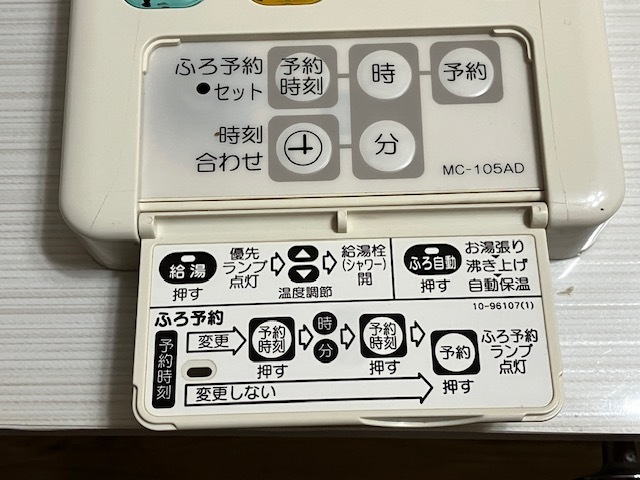 ふろ予約
●セット
予約
時刻
時
予約
時刻
合わせ
分
MC-105AD
給湯
押す
優先
ランプ
点灯
温度調節
給湯栓
(シャワー)
開
ふろ自動
押す
お湯張り
沸き上げ
自動保温
10-96107(1)
ふろ予約
予約時刻
変更
予約
時刻
押す
時
分
予約
時刻
押す
予約
押す
ふろ予約
ランプ
点灯
変更しない